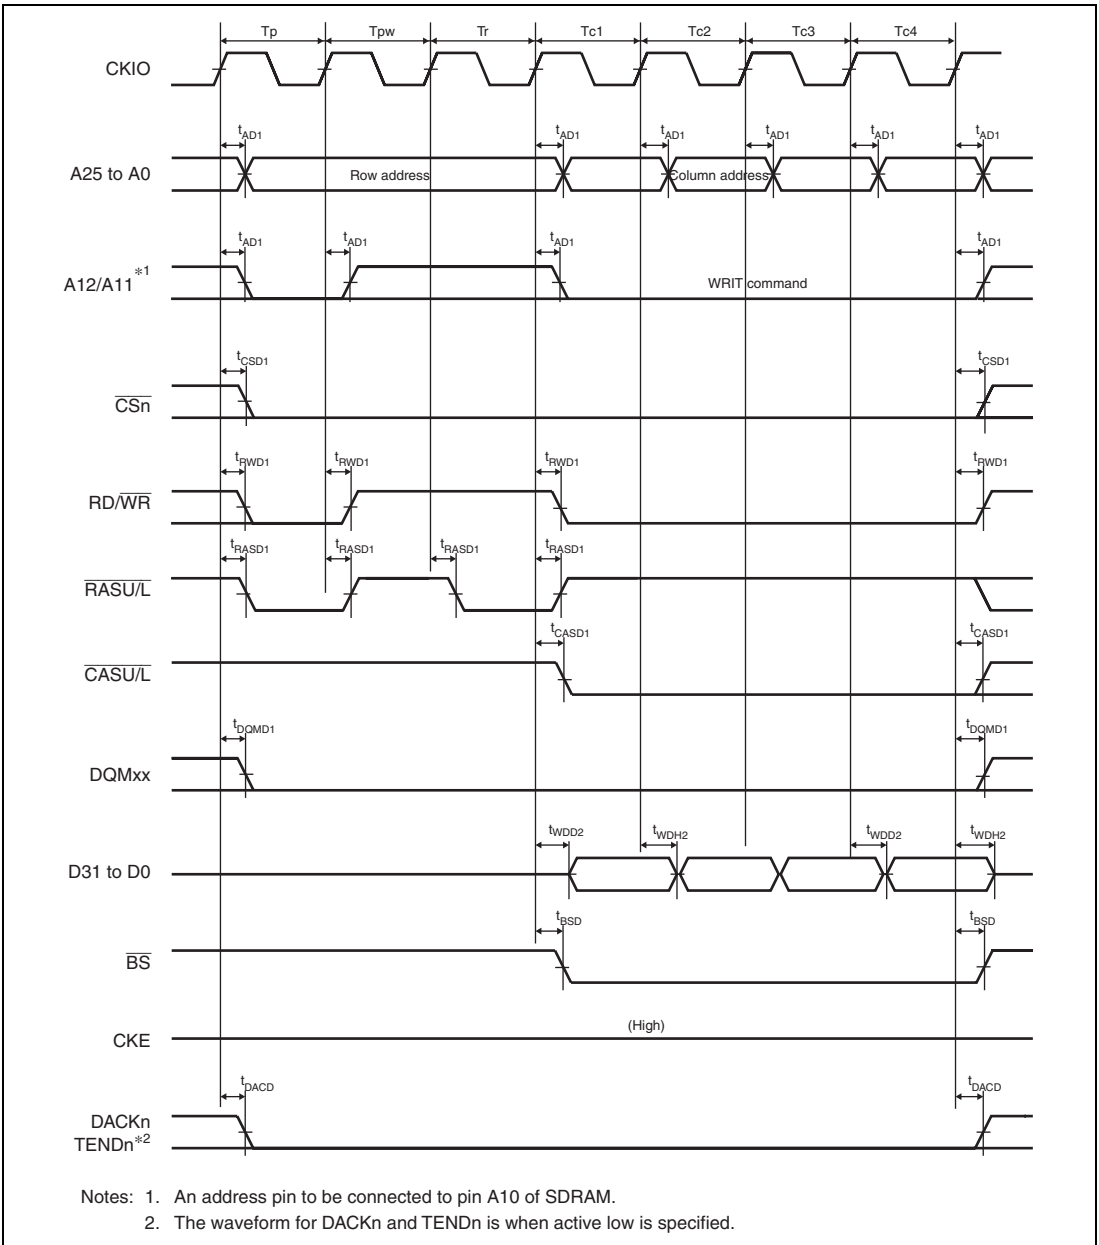 Tp Tpw Tr Tc1 Tc2 Tc3 Tc4
CKIO
tAD1 tAD1 tAD1 tAD1 tAD1 tAD1
A25 to A0 Row address Column address
tAD1 tAD1 tAD1 tAD1
A12/A11*1 WRIT command
tCSD1 tCSD1
CSn
tRWD1 tRWD1 tRWD1 tRWD1
RD/WR
tRASD1 tRASD1 tRASD1 tRASD1
RASU/L
tCASD1 tCASD1
CASU/L
tDQMD1 tDQMD1
DQMxx
tWDD2 tWDH2 tWDD2 tWDH2
D31 to D0
tBSD tBSD
BS
(High)
CKE
tDACD tDACD
DACKn
TENDn*2
Notes: 1. An address pin to be connected to pin A10 of SDRAM.
2. The waveform for DACKn and TENDn is when active low is specified.